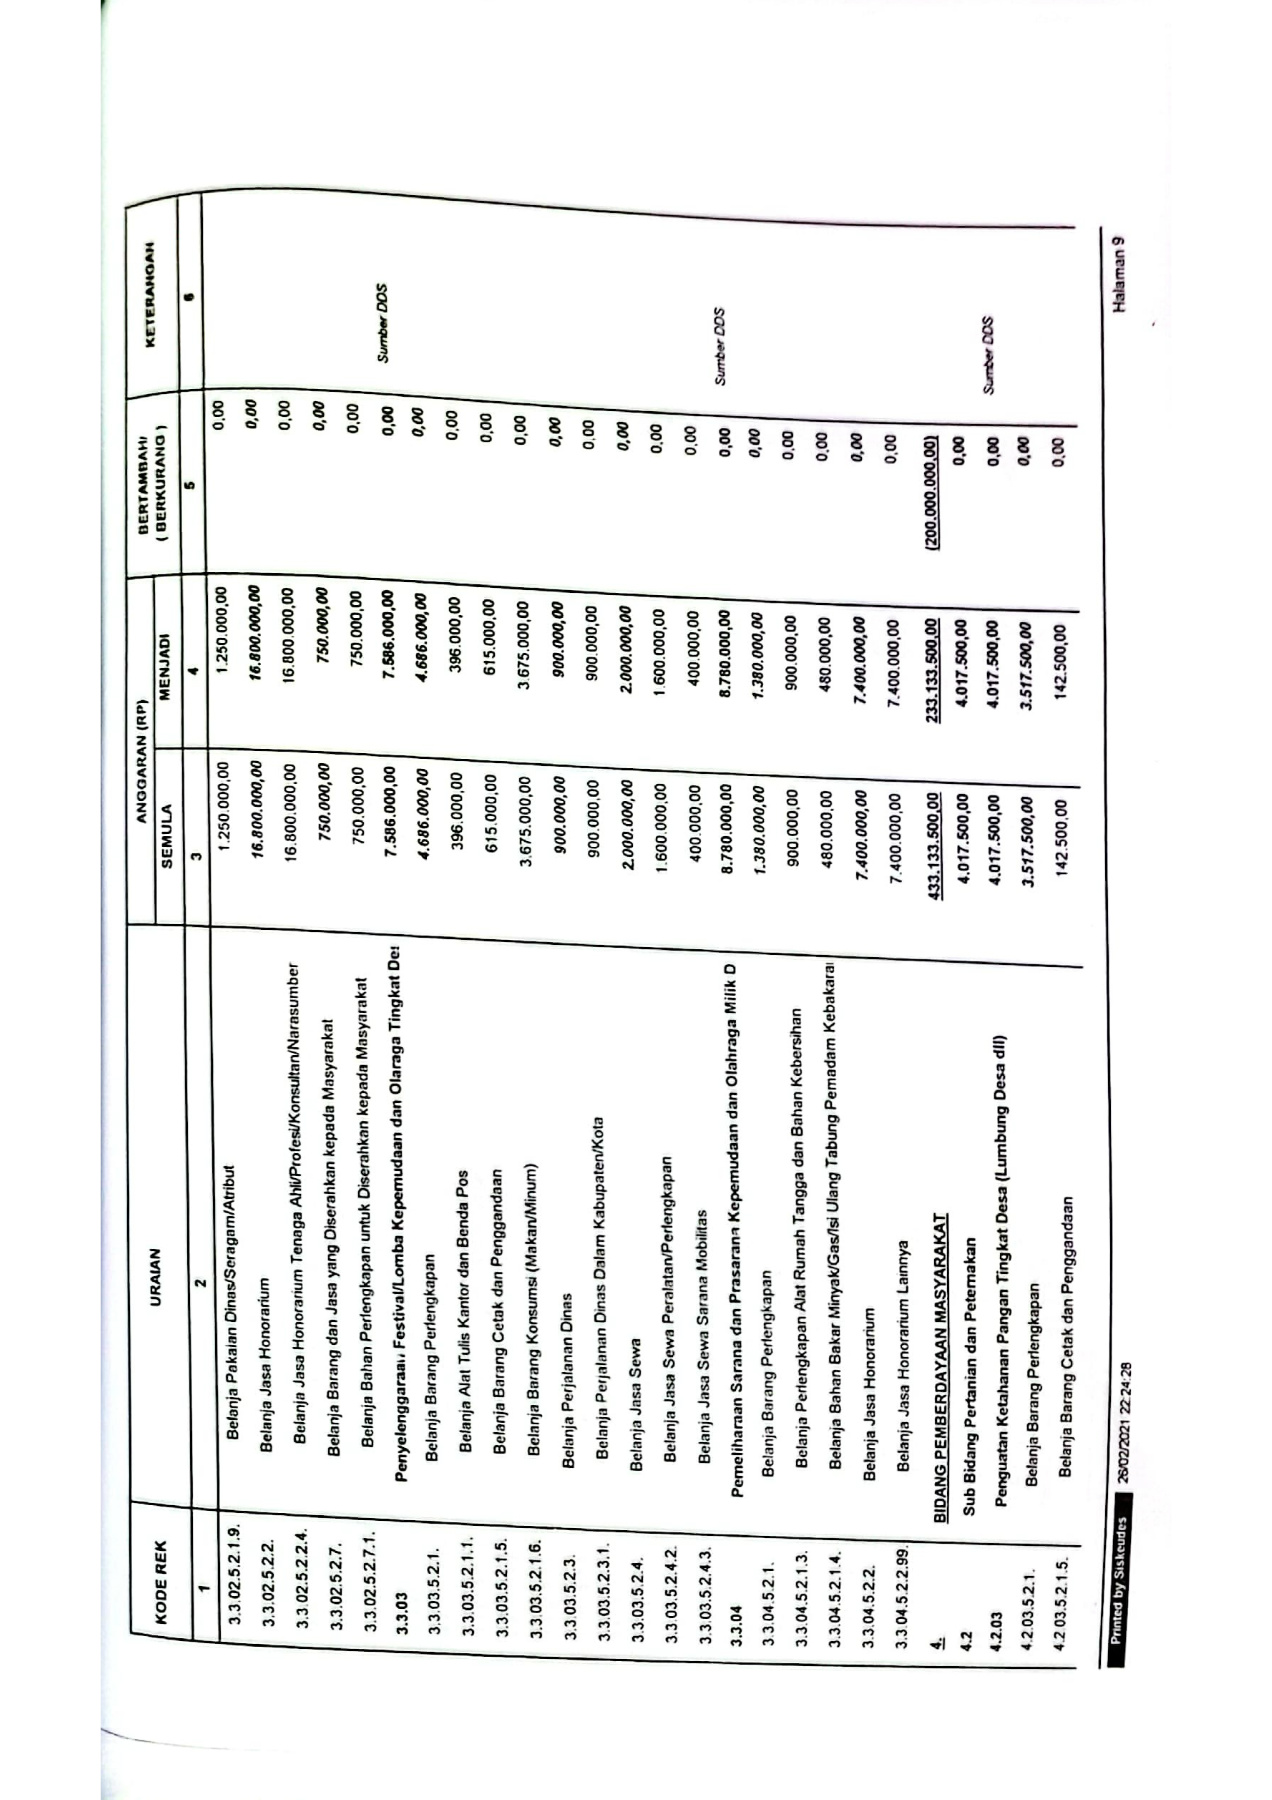 KODE REK URAIAN ANGGARAN (RP) BERTAMBAH ( BERKURANG ) KETERANGAN
SEMULA MENJADI
1 2 3 4 5 6
3.3.02.5.2.1.9. Belanja Pakaian Dinas/Seragam/Atribut 1.250.000,00 1.250.000,00 0,00
3.3.02.5.2.2. Belanja Jasa Honorarium 16.800.000,00 16.800.000,00 0,00
3.3.02.5.2.2.4. Belanja Jasa Honorarium Tenaga Ahli/Profesi/Konsultan/Narasumber 16.800.000,00 16.800.000,00 0,00
3.3.02.5.2.7. Belanja Barang dan Jasa yang Diserahkan kepada Masyarakat 750.000,00 750.000,00 0,00
3.3.02.5.2.7.1. Belanja Bahan Perlengkapan untuk Diserahkan kepada Masyarakat 750.000,00 750.000,00 0,00
3.3.03 Penyelenggaraan Festival/Lomba Kepemudaan dan Olaraga Tingkat Des 7.586.000,00 7.586.000,00 0,00 Sumber DDS
3.3.03.5.2.1. Belanja Barang Perlengkapan 4.686.000,00 4.686.000,00 0,00
3.3.03.5.2.1.1. Belanja Alat Tulis Kantor dan Benda Pos 396.000,00 396.000,00 0,00
3.3.03.5.2.1.5. Belanja Barang Cetak dan Penggandaan 615.000,00 615.000,00 0,00
3.3.03.5.2.1.6. Belanja Barang Konsumsi (Makan/Minum) 3.675.000,00 3.675.000,00 0,00
3.3.03.5.2.3. Belanja Perjalanan Dinas 900.000,00 900.000,00 0,00
3.3.03.5.2.3.1. Belanja Perjalanan Dinas Dalam Kabupaten/Kota 900.000,00 900.000,00 0,00
3.3.03.5.2.4. Belanja Jasa Sewa 2.000.000,00 2.000.000,00 0,00
3.3.03.5.2.4.2. Belanja Jasa Sewa Peralatan/Perlengkapan 1.600.000,00 1.600.000,00 0,00
3.3.03.5.2.4.3. Belanja Jasa Sewa Sarana Mobilitas 400.000,00 400.000,00 0,00
3.3.04 Pemeliharaan Sarana dan Prasarana Kepemudaan dan Olahraga Milik D 8.780.000,00 8.780.000,00 0,00 Sumber DDS
3.3.04.5.2.1. Belanja Barang Perlengkapan 1.380.000,00 1.380.000,00 0,00
3.3.04.5.2.1.3. Belanja Perlengkapan Alat Rumah Tangga dan Bahan Kebersihan 900.000,00 900.000,00 0,00
3.3.04.5.2.1.4. Belanja Bahan Bakar Minyak/Gas/Isi Ulang Tabung Pemadam Kebakaran 480.000,00 480.000,00 0,00
3.3.04.5.2.2. Belanja Jasa Honorarium 7.400.000,00 7.400.000,00 0,00
3.3.04.5.2.2.99. Belanja Jasa Honorarium Lainnya 7.400.000,00 7.400.000,00 0,00
4. BIDANG PEMBERDAYAAN MASYARAKAT 433.133.500,00 233.133.500,00 (200.000.000,00)
4.2 Sub Bidang Pertanian dan Peternakan 4.017.500,00 4.017.500,00 0,00
4.2.03 Penguatan Ketahanan Pangan Tingkat Desa (Lumbung Desa dll) 4.017.500,00 4.017.500,00 0,00 Sumber DDS
4.2.03.5.2.1. Belanja Barang Perlengkapan 3.517.500,00 3.517.500,00 0,00
4.2.03.5.2.1.5. Belanja Barang Cetak dan Penggandaan 142.500,00 142.500,00 0,00
Printed by Siskeudes 26/02/2021 22:24:28 Halaman 9